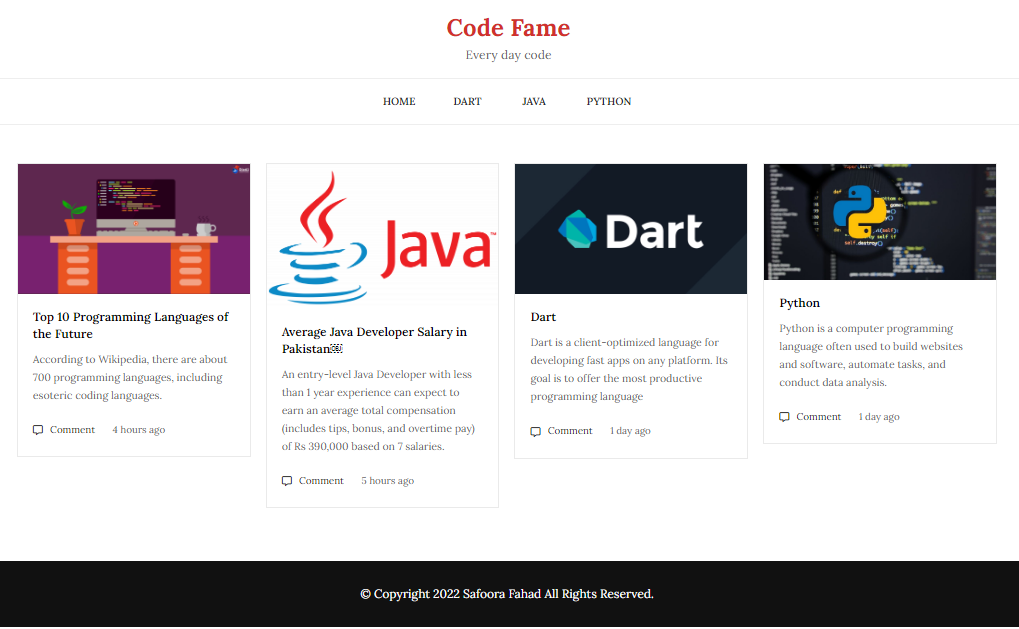 Code Fame
Every day code
HOME DART JAVA PYTHON
Java™
Dart
Top 10 Programming Languages of
the Future
According to Wikipedia, there are about
700 programming languages, including
esoteric coding languages.
Comment 4 hours ago
Average Java Developer Salary in
Pakistan￼
An entry-level Java Developer with less
than 1 year experience can expect to
earn an average total compensation
(includes tips, bonus, and overtime pay)
of Rs 390,000 based on 7 salaries.
Comment 5 hours ago
Dart
Dart is a client-optimized language for
developing fast apps on any platform. Its
goal is to offer the most productive
programming language
Comment 1 day ago
self.destroy()
Python
Python is a computer programming
language often used to build websites
and software, automate tasks, and
conduct data analysis.
Comment 1 day ago
© Copyright 2022 Safoora Fahad All Rights Reserved.